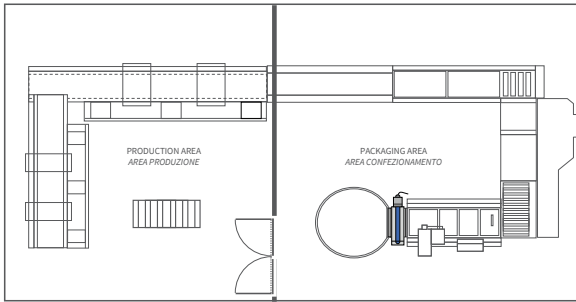 PRODUCTION AREA
AREA PRODUZIONE
PACKAGING AREA
AREA CONFEZIONAMENTO